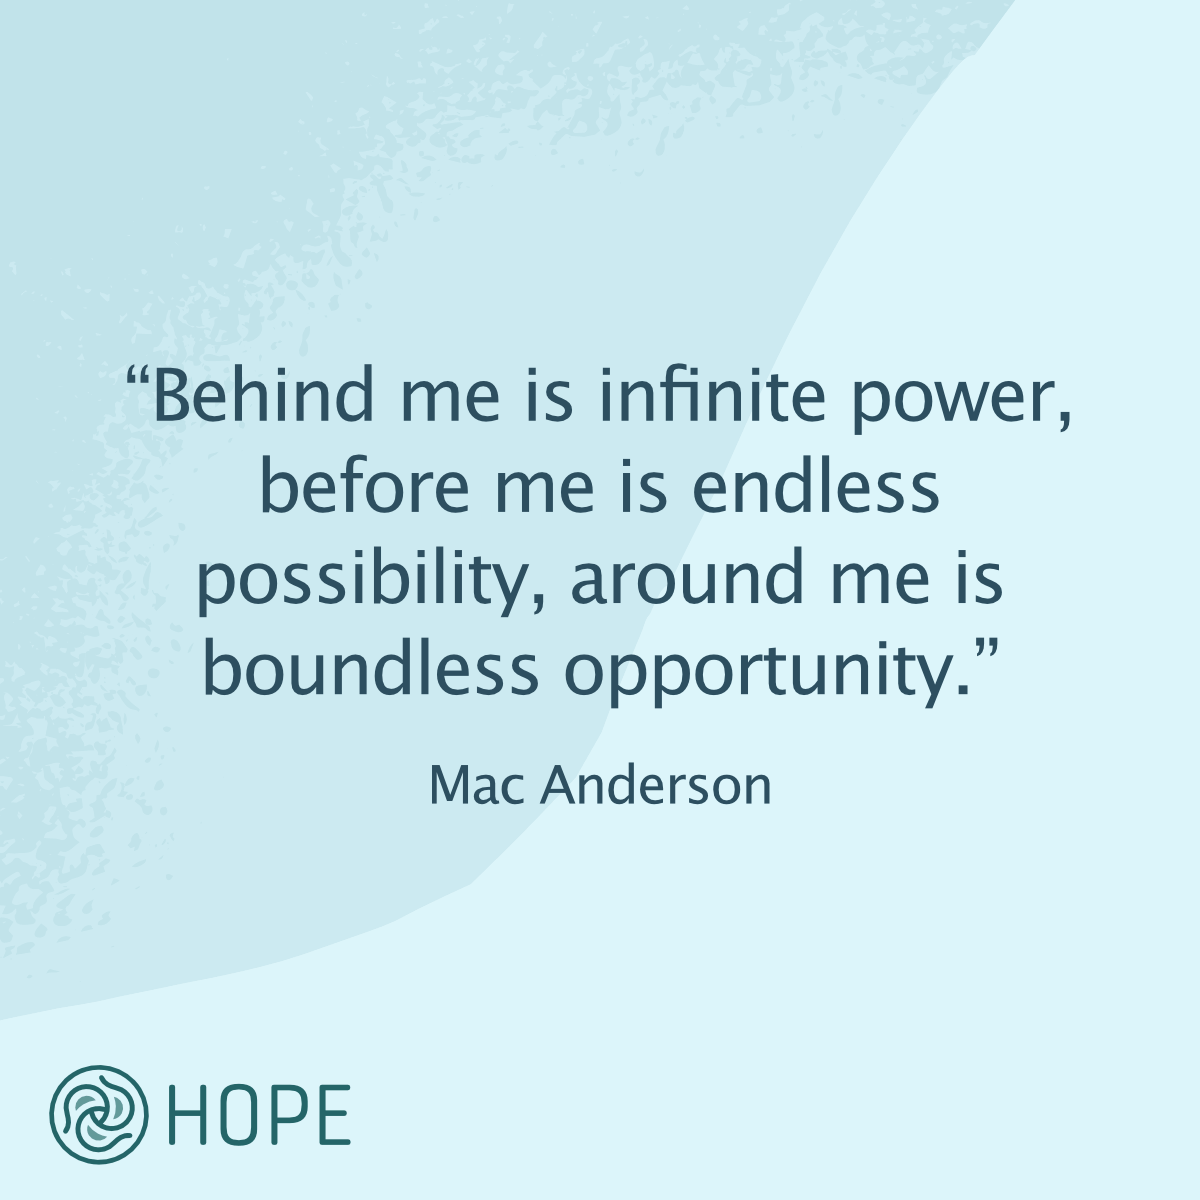 “Behind me is infinite power,
before me is endless
possibility, around me is
boundless opportunity.”
Mac Anderson
HOPE